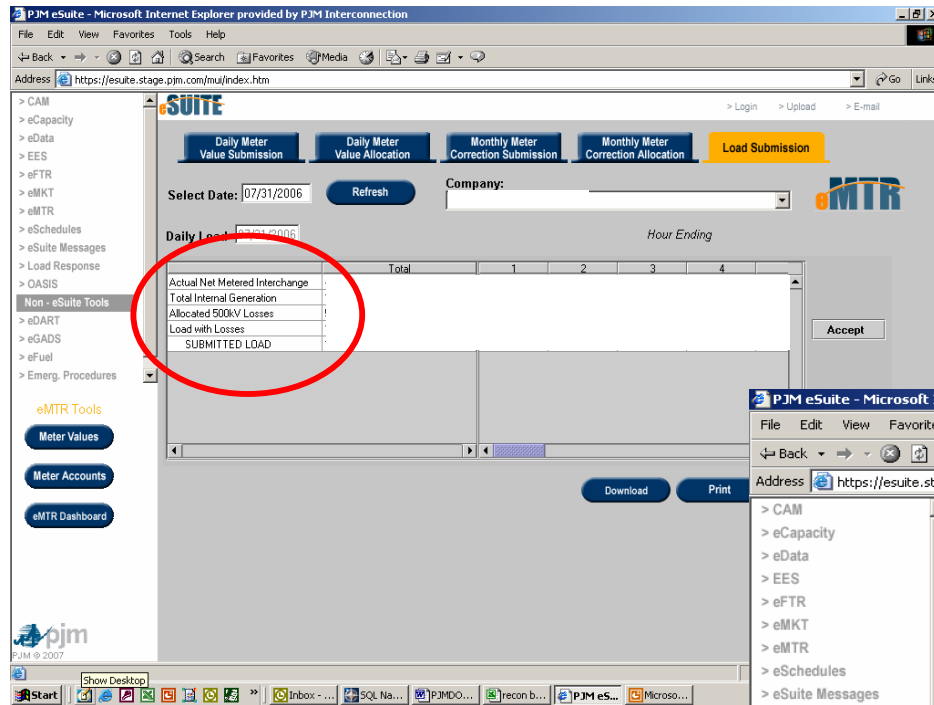 PJM eSuite - Microsoft Internet Explorer provided by PJM Interconnection
File Edit View Favorites Tools Help
Back Search Favorites Media
Address https://esuite.stage.pjm.com/mui/index.htm Go Links
> CAM
> eCapacity
> eData
> EES
> eFTR
> eMKT
> eMTR
> eSchedules
> eSuite Messages
> Load Response
> OASIS
Non - eSuite Tools
> eDART
> eGADS
> eFuel
> Emerg. Procedures
eMTR Tools
Meter Values
Meter Accounts
eMTR Dashboard
pjm
PJM © 2007
eSUITE
> Login > Upload > E-mail
Daily Meter Value Submission
Daily Meter Value Allocation
Monthly Meter Correction Submission
Monthly Meter Correction Allocation
Load Submission
Select Date: 07/31/2006 Refresh Company:
eMTR
Daily Load 07/31/2006 Hour Ending
Total 1 2 3 4
Actual Net Metered Interchange
Total Internal Generation
Allocated 500kV Losses
Load with Losses
SUBMITTED LOAD
Accept
Download Print
PJM eSuite - Microsoft
File Edit View Favorite
Back
Address https://esuite.st
> CAM
> eCapacity
> eData
> EES
> eFTR
> eMKT
> eMTR
> eSchedules
> eSuite Messages
Show Desktop
Start » Inbox - ... SQL Na... PJMDO... recon b... PJM eS... Microso...